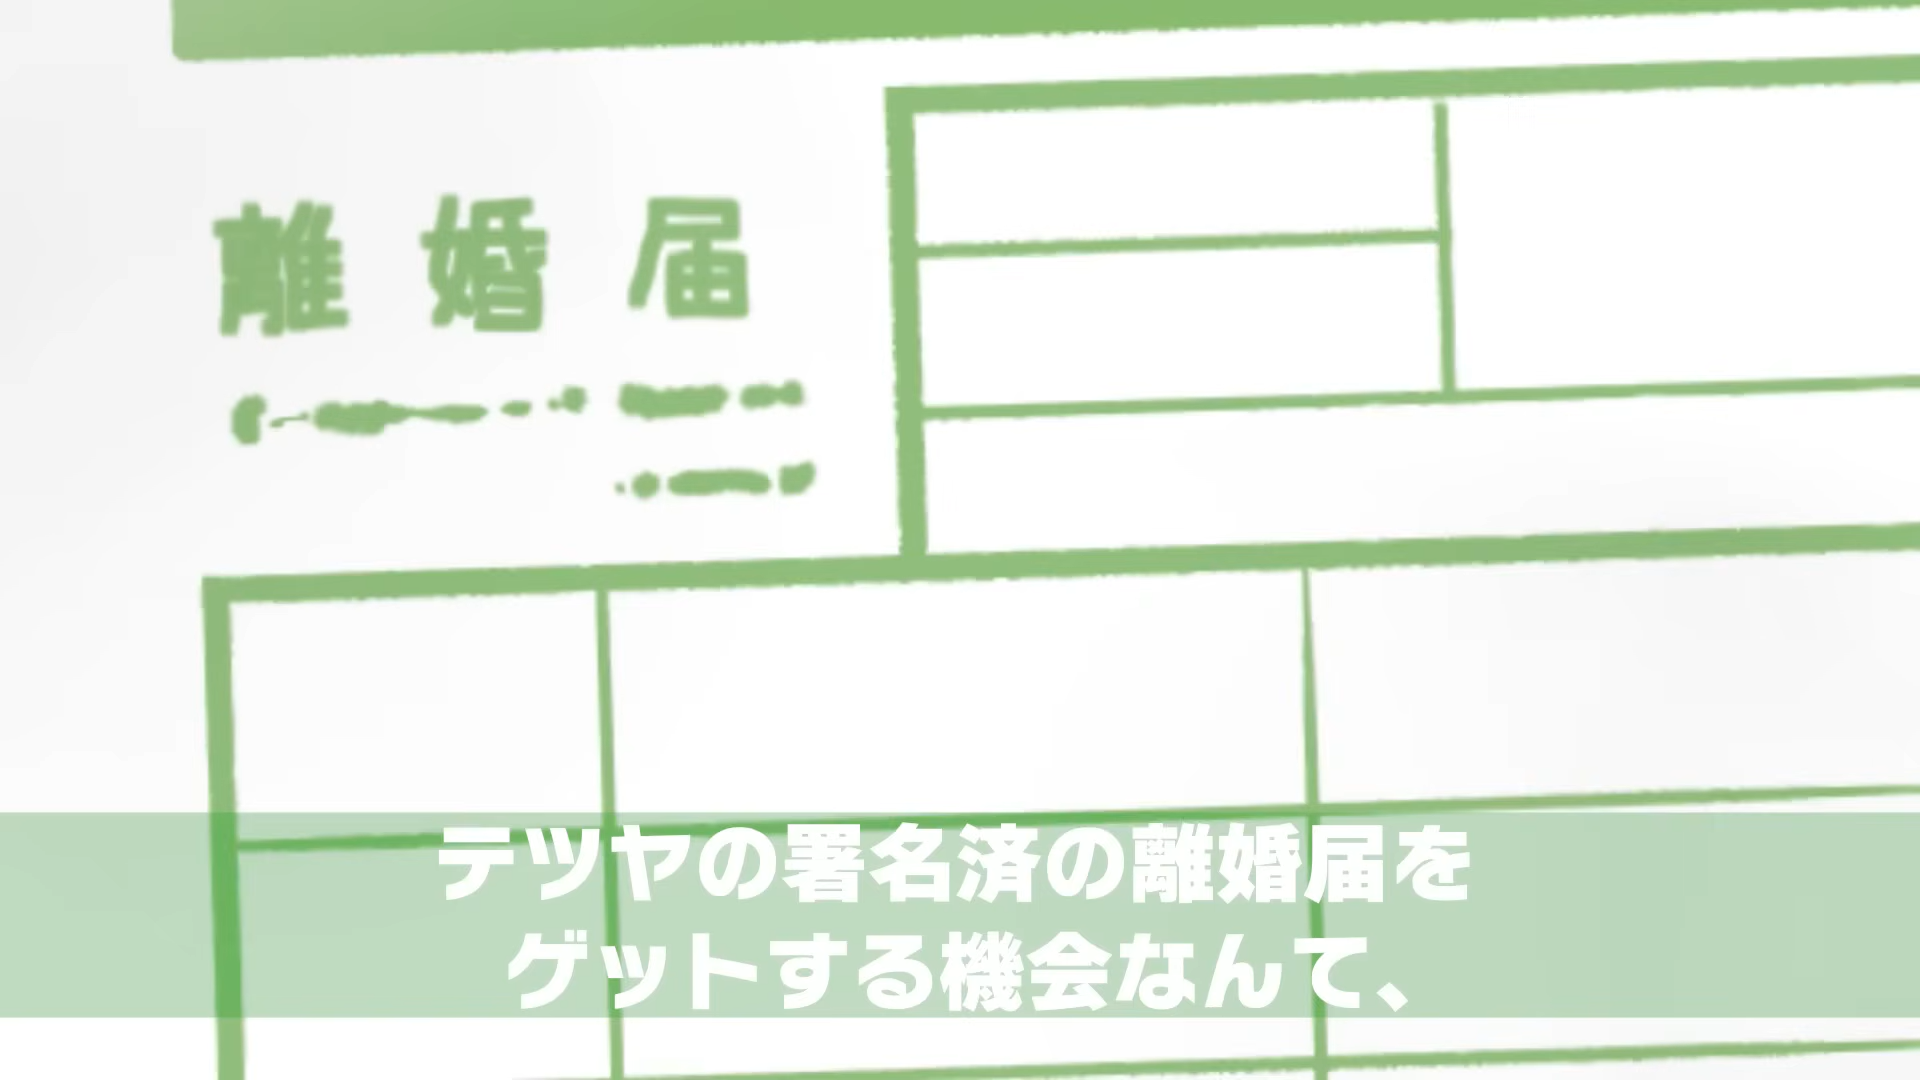 離婚届
テツヤの署名済の離婚届を
ゲットする機会なんて、